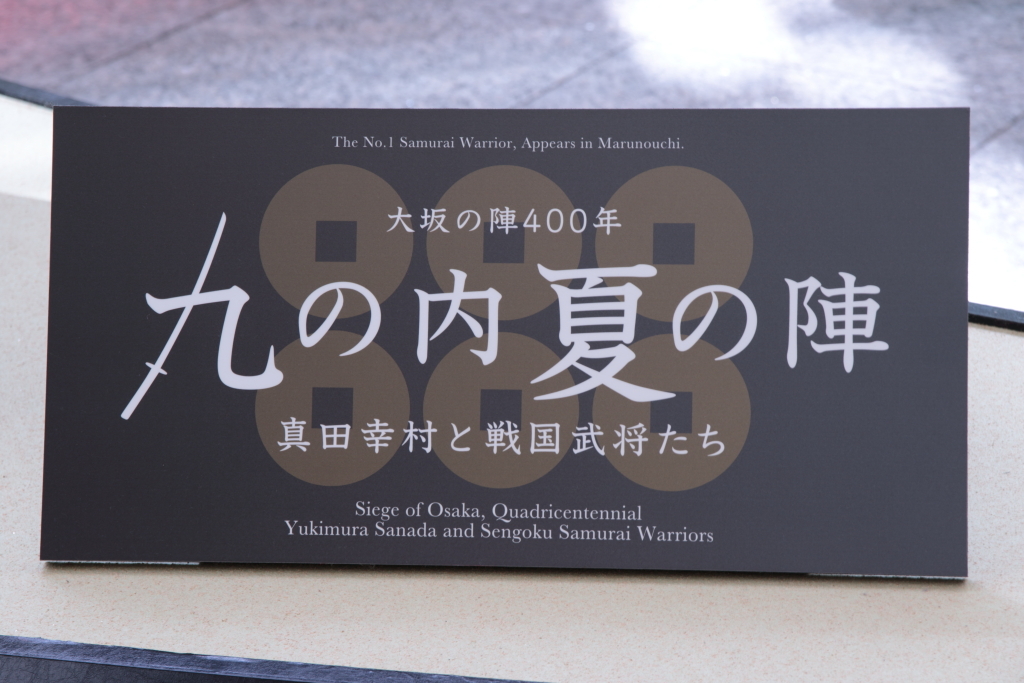 The No.1 Samurai Warrior, Appears in Marunouchi.
大坂の陣400年
九の内夏の陣
真田幸村と戦国武将たち
Siege of Osaka, Quadricentennial
Yukimura Sanada and Sengoku Samurai Warriors